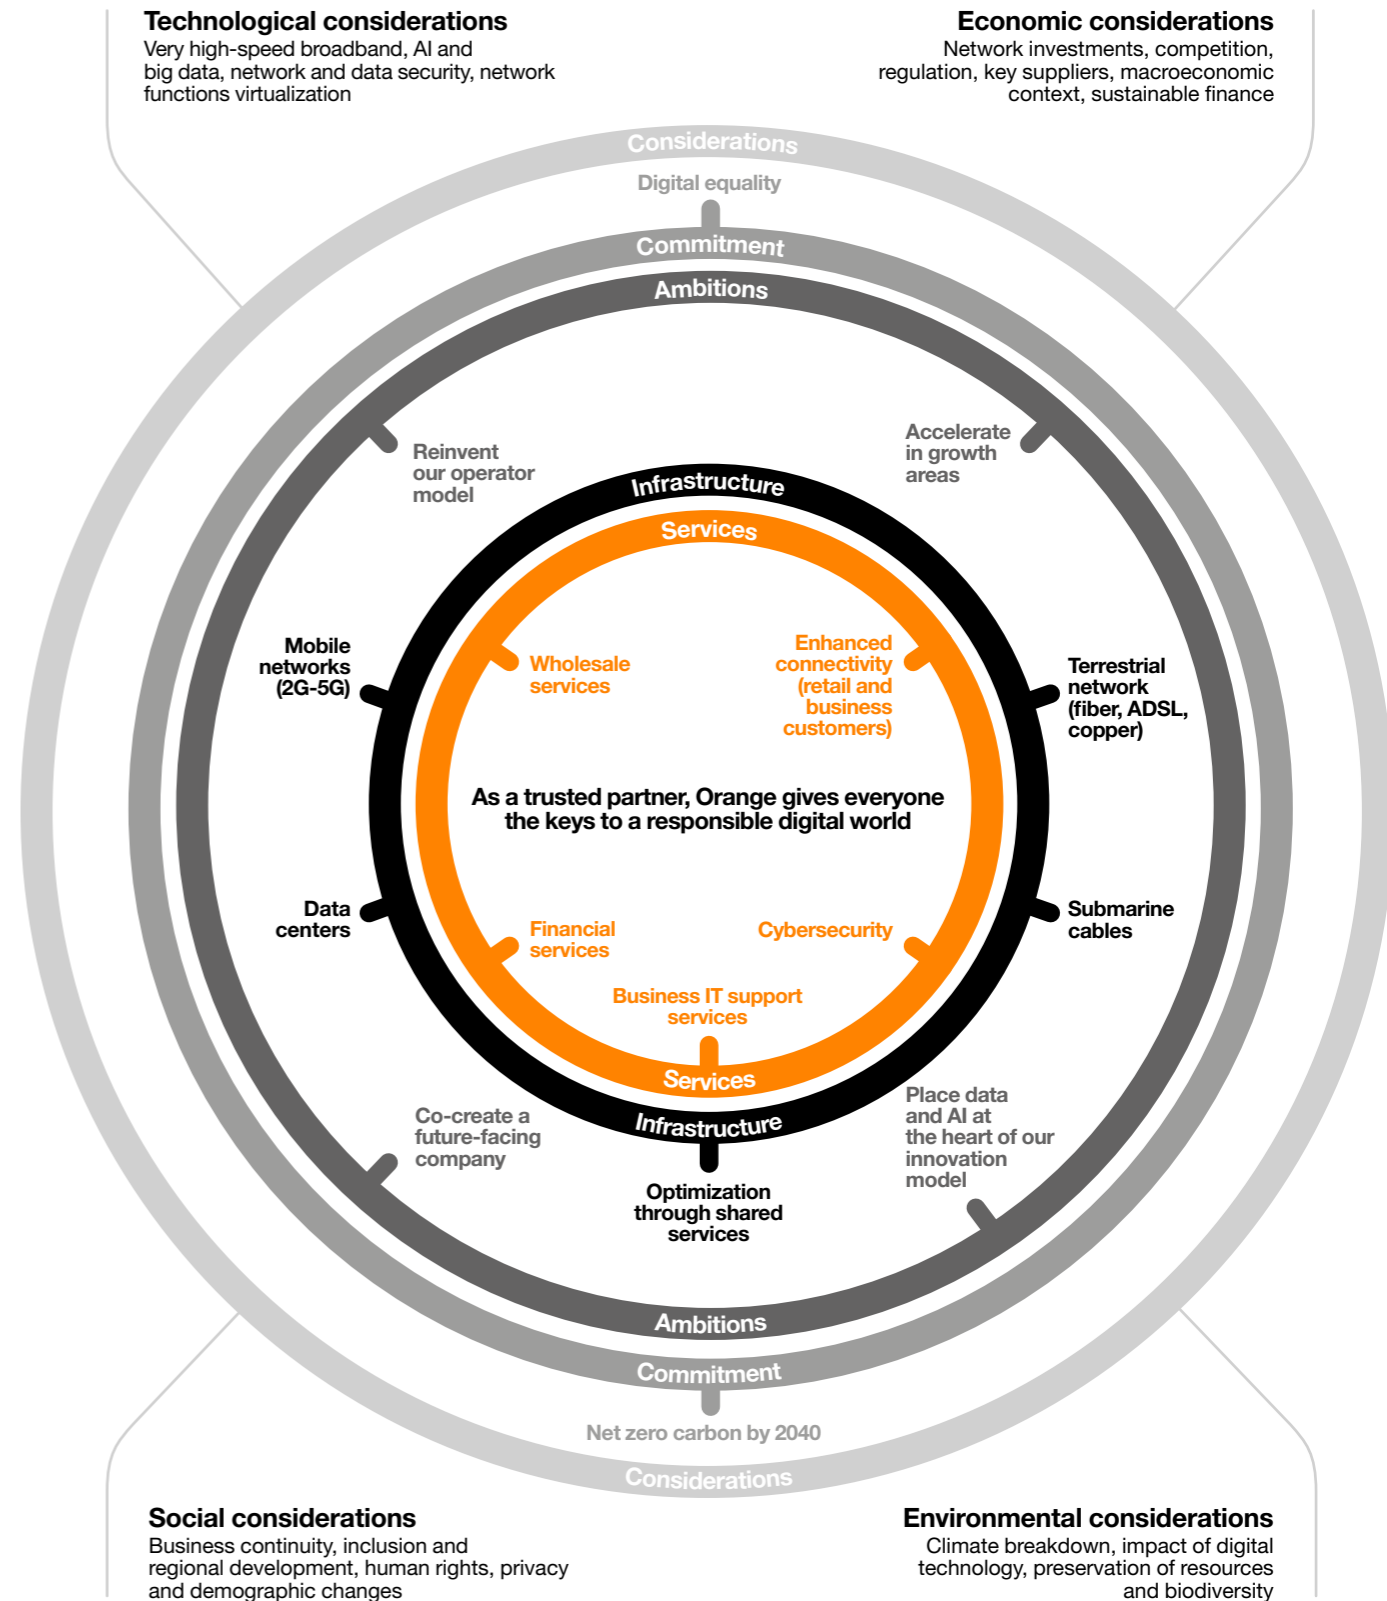 Technological considerations
Very high-speed broadband, AI and
big data, network and data security, network
functions virtualization
Economic considerations
Network investments, competition,
regulation, key suppliers, macroeconomic
context, sustainable finance
Considerations
Digital equality
Commitment
Ambitions
Reinvent
our operator
model
Accelerate
in growth
areas
Infrastructure
Services
Mobile
networks
(2G-5G)
Wholesale
services
Enhanced
connectivity
(retail and
business
customers)
Terrestrial
network
(fiber, ADSL,
copper)
As a trusted partner, Orange gives everyone
the keys to a responsible digital world
Data
centers
Financial
services
Cybersecurity
Submarine
cables
Business IT support
services
Services
Infrastructure
Co-create a
future-facing
company
Place data
and AI at
the heart of our
innovation
model
Optimization
through shared
services
Ambitions
Commitment
Net zero carbon by 2040
Considerations
Social considerations
Business continuity, inclusion and
regional development, human rights, privacy
and demographic changes
Environmental considerations
Climate breakdown, impact of digital
technology, preservation of resources
and biodiversity